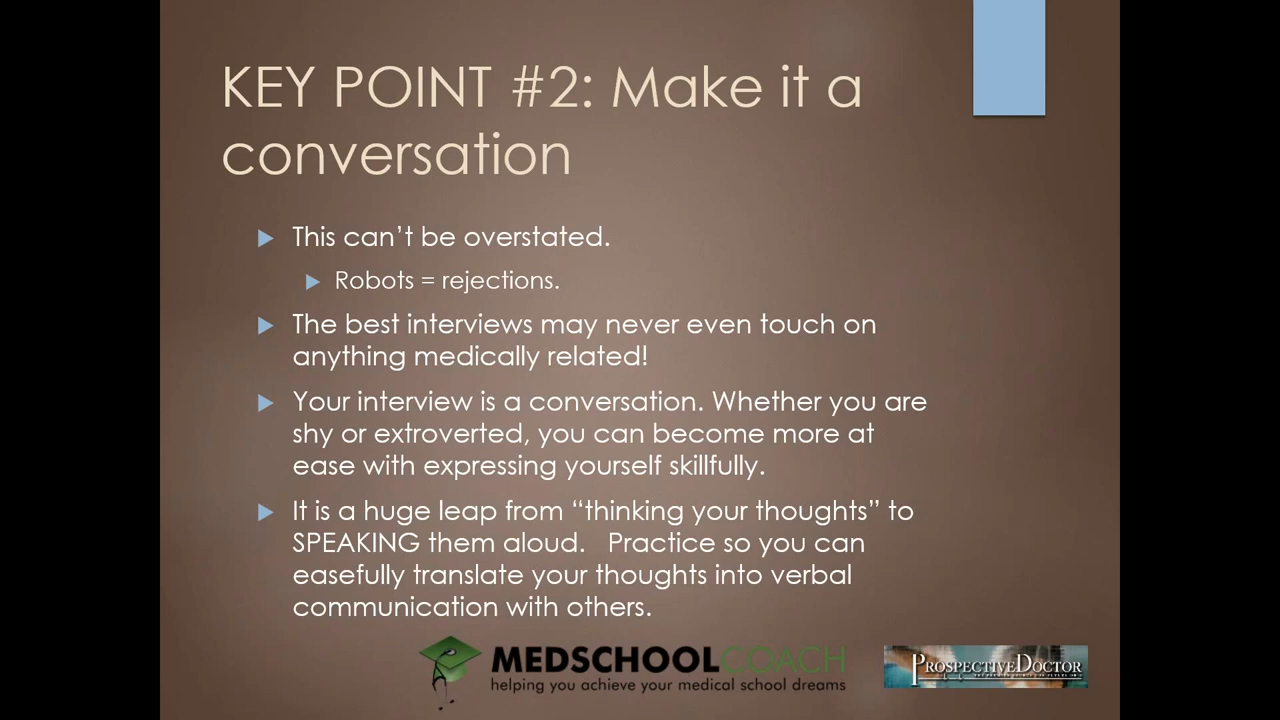 KEY POINT #2: Make it a
conversation
This can’t be overstated.
Robots = rejections.
The best interviews may never even touch on
anything medically related!
Your interview is a conversation. Whether you are
shy or extroverted, you can become more at
ease with expressing yourself skillfully.
It is a huge leap from “thinking your thoughts” to
SPEAKING them aloud.   Practice so you can
easefully translate your thoughts into verbal
communication with others.
MEDSCHOOLCOACH
helping you achieve your medical school dreams
PROSPECTIVEDOCTOR